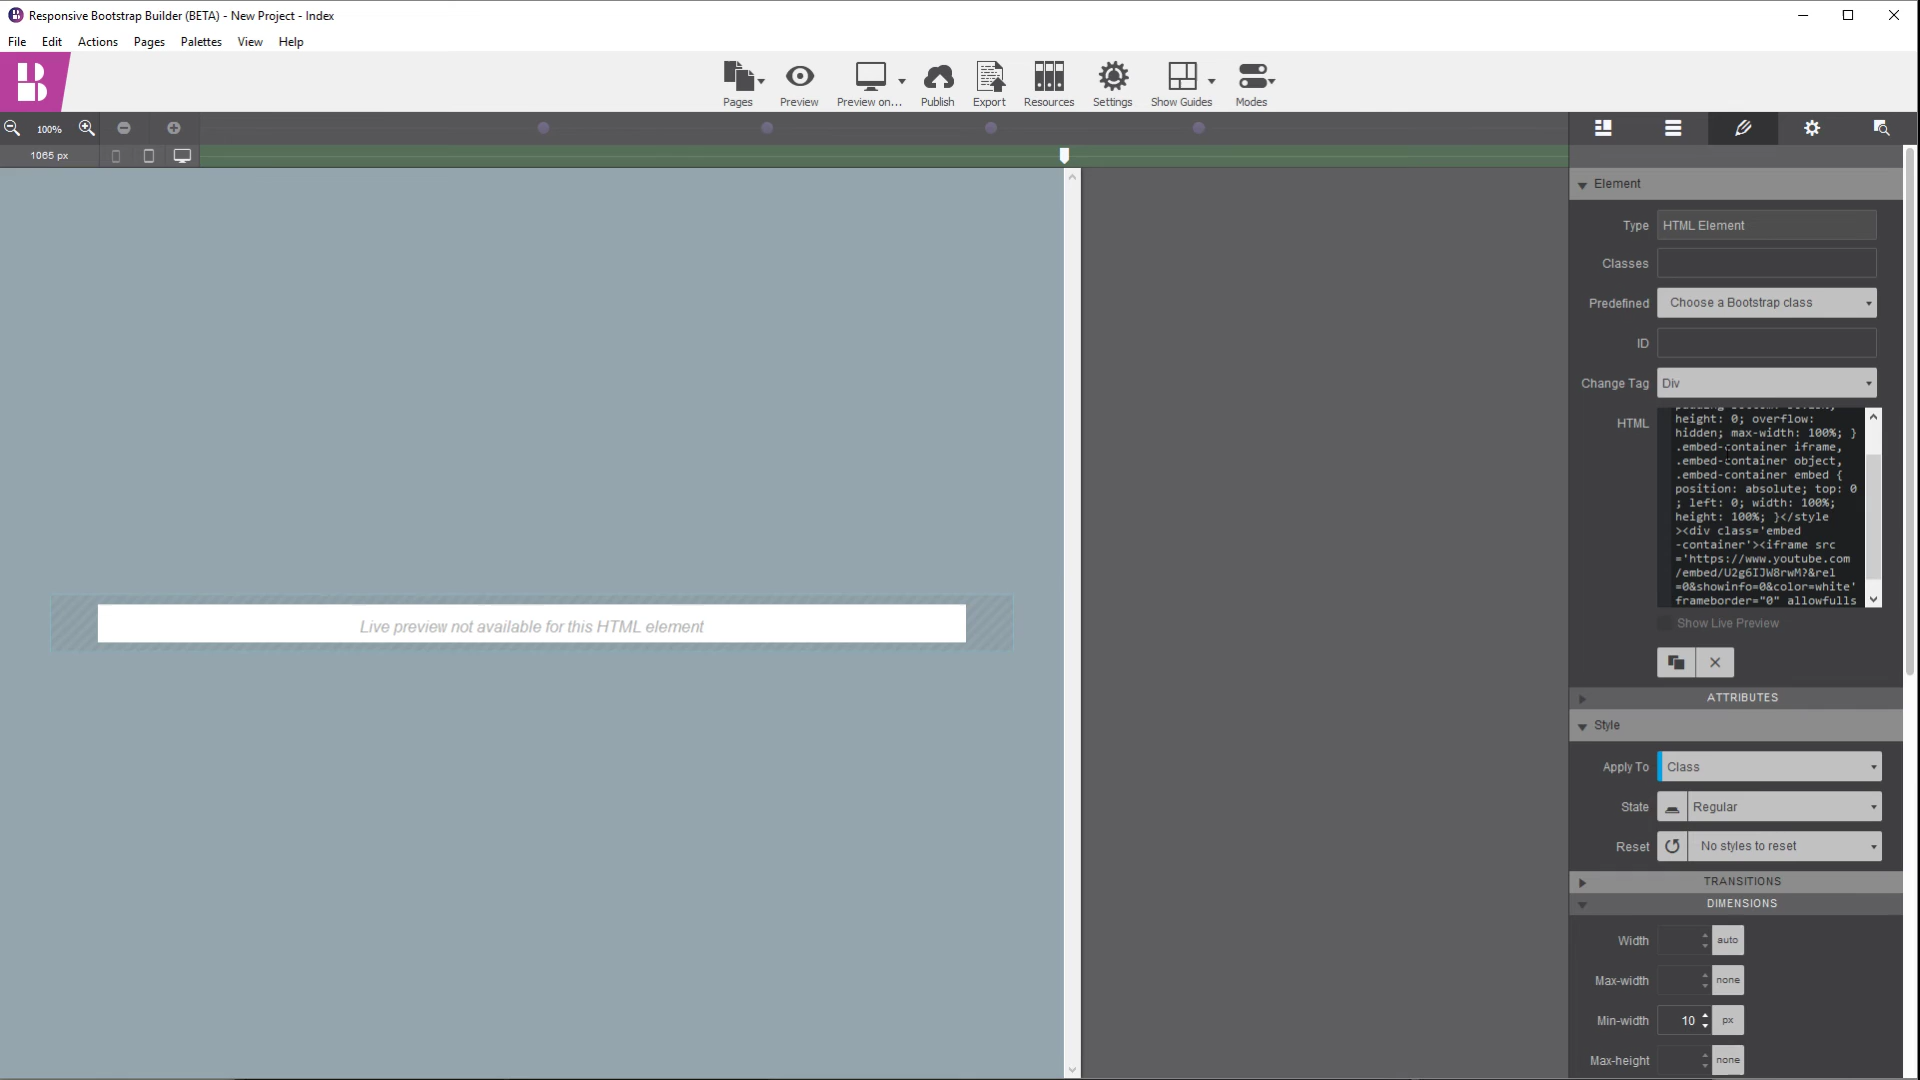 Responsive Bootstrap Builder (BETA) - New Project - Index
File Edit Actions Pages Palettes View Help
Pages Preview Preview on... Publish Export Resources Settings Show Guides Modes
100%
1065 px
Element
Type HTML Element
Classes
Predefined Choose a Bootstrap class
ID
Change Tag Div
HTML
height: 0; overflow:
hidden; max-width: 100%; }
.embed-container iframe,
.embed-container object,
.embed-container embed {
position: absolute; top: 0
; left: 0; width: 100%;
height: 100%; }</style
><div class='embed
-container'><iframe src
='https://www.youtube.com
/embed/U2g6IJW8rwM?&rel
=0&showinfo=0&color=white'
frameborder="0" allowfulls
Show Live Preview
Live preview not available for this HTML element
ATTRIBUTES
Style
Apply To Class
State Regular
Reset No styles to reset
TRANSITIONS
DIMENSIONS
Width auto
Max-width none
Min-width 10 px
Max-height none